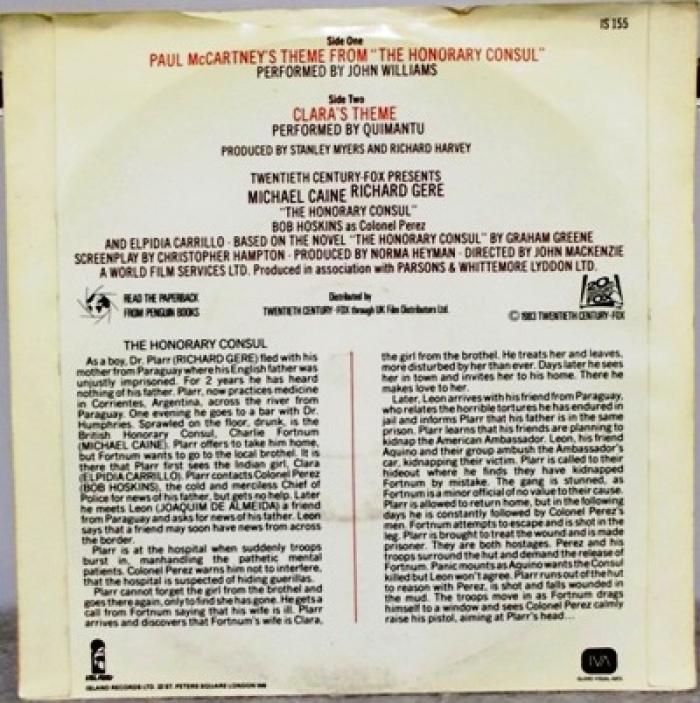 IS 155
Side One
PAUL McCARTNEY'S THEME FROM "THE HONORARY CONSUL"
PERFORMED BY JOHN WILLIAMS
Side Two
CLARA'S THEME
PERFORMED BY QUIMANTU
PRODUCED BY STANLEY MYERS AND RICHARD HARVEY
TWENTIETH CENTURY-FOX PRESENTS
MICHAEL CAINE RICHARD GERE
"THE HONORARY CONSUL"
BOB HOSKINS as Colonel Perez
AND ELPIDIA CARRILLO · BASED ON THE NOVEL "THE HONORARY CONSUL" BY GRAHAM GREENE
SCREENPLAY BY CHRISTOPHER HAMPTON · PRODUCED BY NORMA HEYMAN · DIRECTED BY JOHN MACKENZIE
A WORLD FILM SERVICES LTD. Produced in association with PARSONS & WHITTEMORE LYDDON LTD.
READ THE PAPERBACK
FROM PENGUIN BOOKS
Distributed by
TWENTIETH CENTURY-FOX through UK Film Distributors Ltd.
20th CENTURY FOX
© 1983 TWENTIETH CENTURY-FOX
THE HONORARY CONSUL
As a boy, Dr. Plarr (RICHARD GERE) fled with his
mother from Paraguay where his English father was
unjustly imprisoned. For 2 years he has heard
nothing of his father. Plarr, now practices medicine
in Corrientes, Argentina, across the river from
Paraguay. One evening he goes to a bar with Dr.
Humphries. Sprawled on the floor, drunk, is the
British Honorary Consul, Charlie Fortnum
(MICHAEL CAINE). Plarr offers to take him home,
but Fortnum wants to go to the local brothel. It is
there that Plarr first sees the Indian girl, Clara
(ELPIDIA CARRILLO). Plarr contacts Colonel Perez
(BOB HOSKINS), the cold and merciless Chief of
Police for news of his father, but gets no help. Later
he meets Leon (JOAQUIM DE ALMEIDA) a friend
from Paraguay and asks for news of his father. Leon
says that a friend may soon have news from across
the border.
Plarr is at the hospital when suddenly troops
burst in, manhandling the pathetic mental
patients. Colonel Perez warns him not to interfere,
that the hospital is suspected of hiding guerillas.
Plarr cannot forget the girl from the brothel and
goes there again, only to find she has gone. He gets a
call from Fortnum saying that his wife is ill. Plarr
arrives and discovers that Fortnum's wife is Clara,
the girl from the brothel. He treats her and leaves,
more disturbed by her than ever. Days later he sees
her in town and invites her to his home. There he
makes love to her.
Later, Leon arrives with his friend from Paraguay,
who relates the horrible tortures he has endured in
jail and informs Plarr that his father is in the same
prison. Plarr learns that his friends are planning to
kidnap the American Ambassador. Leon, his friend
Aquino and their group ambush the Ambassador's
car, kidnapping their victim. Plarr is called to their
hideout where he finds they have kidnapped
Fortnum by mistake. The gang is stunned, as
Fortnum is a minor official of no value to their cause.
Plarr is allowed to return home, but in the following
days he is constantly followed by Colonel Perez's
men. Fortnum attempts to escape and is shot in the
leg. Plarr is brought to treat the wound and is made
prisoner. They are both hostages. Perez and his
troops surround the hut and demand the release of
Fortnum. Panic mounts as Aquino wants the Consul
killed but Leon won't agree. Plarr runs out of the hut
to reason with Perez, is shot and falls wounded in
the mud. The troops move in as Fortnum drags
himself to a window and sees Colonel Perez calmly
raise his pistol, aiming at Plarr's head...
ISLAND
ISLAND RECORDS LTD. 22 ST. PETERS SQUARE LONDON W6
IVA
ISLAND VISUAL ARTS